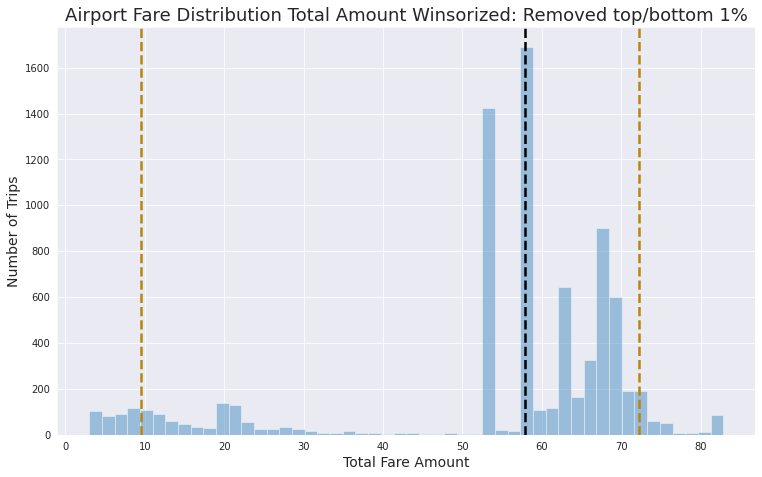 Airport Fare Distribution Total Amount Winsorized: Removed top/bottom 1%
1600
1400
1200
1000
800
600
400
200
0
Number of Trips
0 10 20 30 40 50 60 70 80
Total Fare Amount